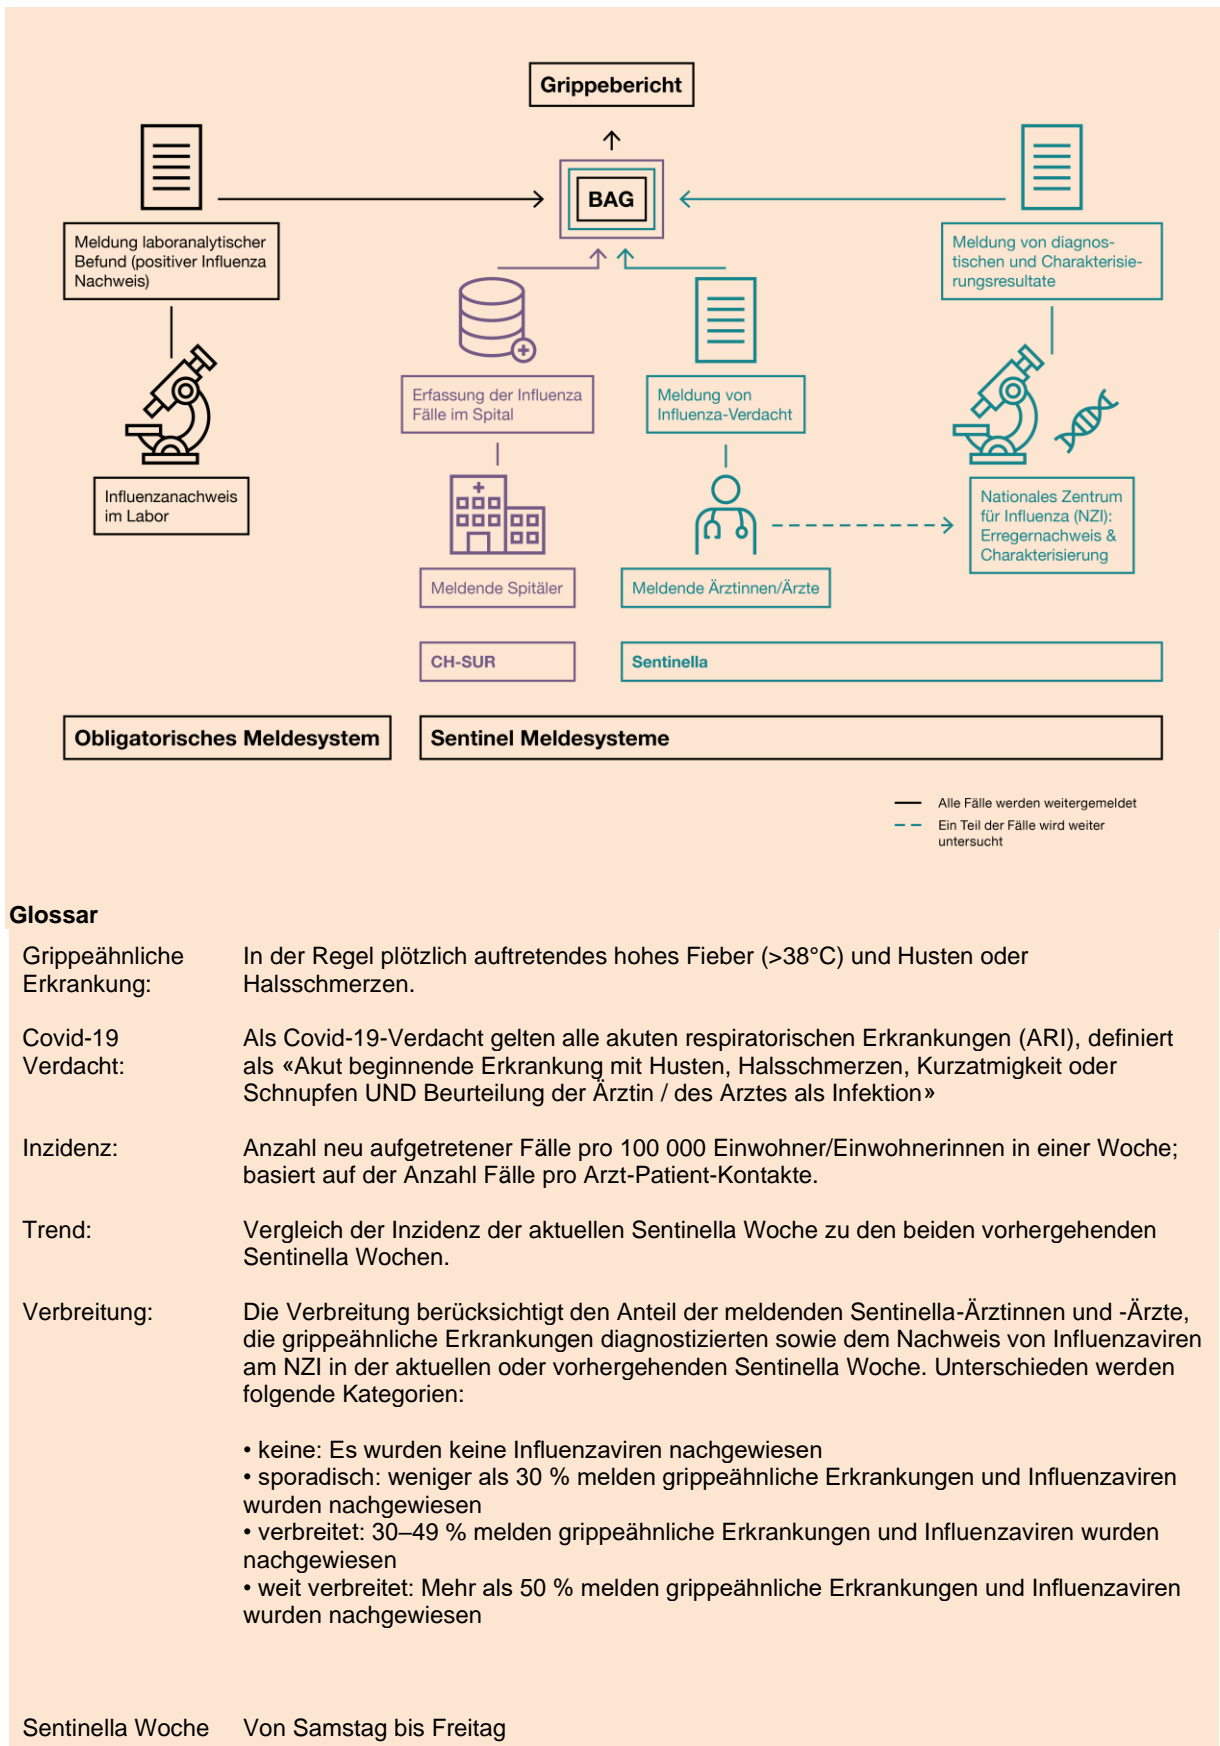 Grippebericht
BAG
Meldung laboranalytischer
Befund (positiver Influenza
Nachweis)
Meldung von diagnos-
tischen und Charakterisie-
rungsresultate
Erfassung der Influenza
Fälle im Spital
Meldung von
Influenza-Verdacht
Influenzanachweis
im Labor
Nationales Zentrum
für Influenza (NZI):
Erregernachweis &
Charakterisierung
Meldende Spitäler
Meldende Ärztinnen/Ärzte
CH-SUR
Sentinella
Obligatorisches Meldesystem
Sentinel Meldesysteme
Alle Fälle werden weitergemeldet
Ein Teil der Fälle wird weiter
untersucht
Glossar
Grippeähnliche
Erkrankung:
In der Regel plötzlich auftretendes hohes Fieber (>38°C) und Husten oder
Halsschmerzen.
Covid-19
Verdacht:
Als Covid-19-Verdacht gelten alle akuten respiratorischen Erkrankungen (ARI), definiert
als «Akut beginnende Erkrankung mit Husten, Halsschmerzen, Kurzatmigkeit oder
Schnupfen UND Beurteilung der Ärztin / des Arztes als Infektion»
Inzidenz:
Anzahl neu aufgetretener Fälle pro 100 000 Einwohner/Einwohnerinnen in einer Woche;
basiert auf der Anzahl Fälle pro Arzt-Patient-Kontakte.
Trend:
Vergleich der Inzidenz der aktuellen Sentinella Woche zu den beiden vorhergehenden
Sentinella Wochen.
Verbreitung:
Die Verbreitung berücksichtigt den Anteil der meldenden Sentinella-Ärztinnen und -Ärzte,
die grippeähnliche Erkrankungen diagnostizierten sowie dem Nachweis von Influenzaviren
am NZI in der aktuellen oder vorhergehenden Sentinella Woche. Unterschieden werden
folgende Kategorien:
• keine: Es wurden keine Influenzaviren nachgewiesen
• sporadisch: weniger als 30 % melden grippeähnliche Erkrankungen und Influenzaviren
wurden nachgewiesen
• verbreitet: 30–49 % melden grippeähnliche Erkrankungen und Influenzaviren wurden
nachgewiesen
• weit verbreitet: Mehr als 50 % melden grippeähnliche Erkrankungen und Influenzaviren
wurden nachgewiesen
Sentinella Woche
Von Samstag bis Freitag